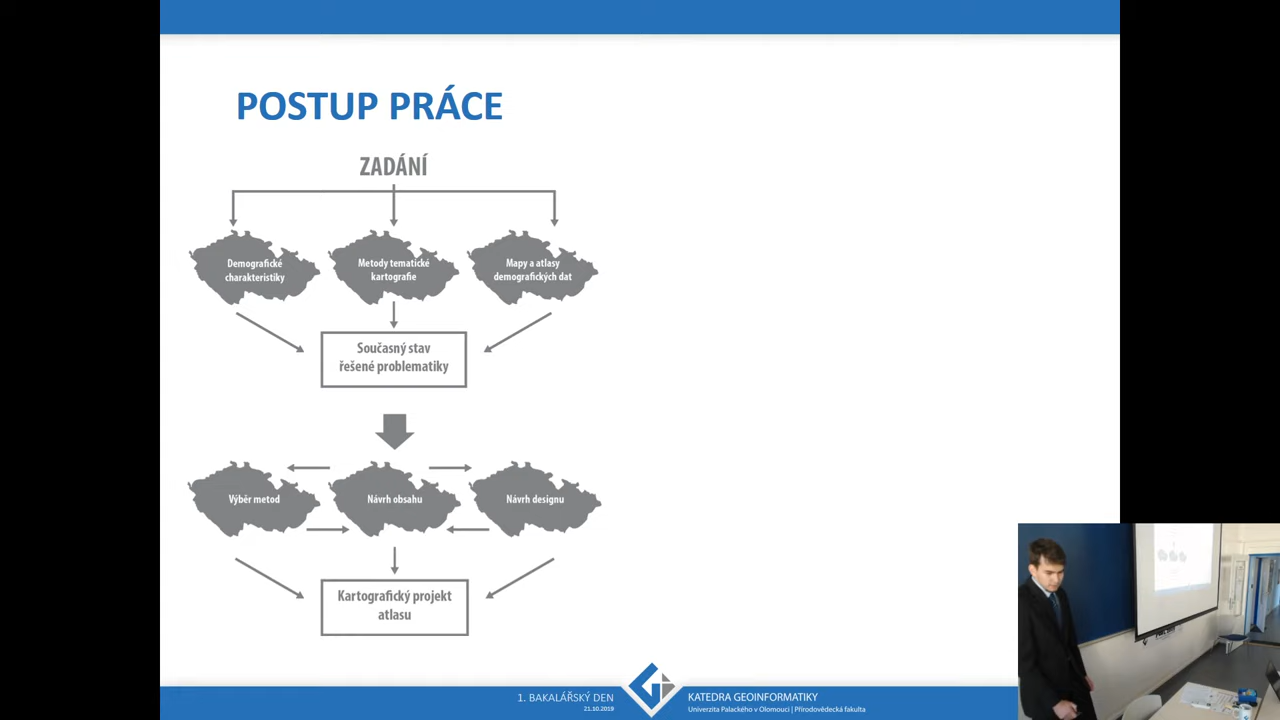 POSTUP PRÁCE
ZADÁNÍ
Demografické
charakteristiky
Metody tematické
kartografie
Mapy a atlasy
demografických dat
Současný stav
řešené problematiky
Výběr metod
Návrh obsahu
Návrh designu
Kartografický projekt
atlasu
1. BAKALÁŘSKÝ DEN
21.10.2019
KATEDRA GEOINFORMATIKY
Univerzita Palackého v Olomouci | Přírodovědecká fakulta